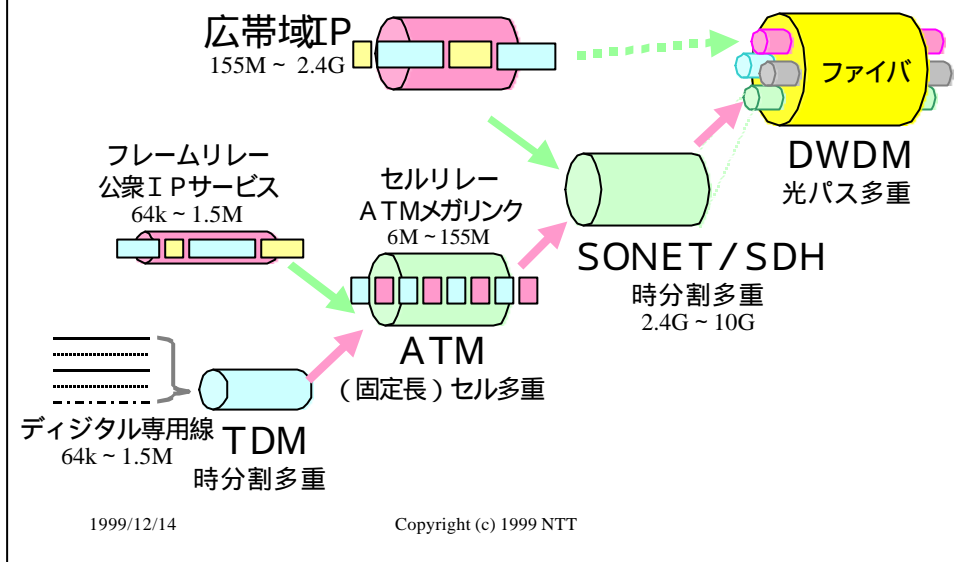 広帯域IP
155M ~ 2.4G
ファイバ
DWDM
光パス多重
フレームリレー
公衆ＩＰサービス
64k ~ 1.5M
セルリレー
ＡＴＭメガリンク
6M ~ 155M
SONET/SDH
時分割多重
2.4G ~ 10G
ATM
(固定長)セル多重
ディジタル専用線
64k ~ 1.5M
TDM
時分割多重
1999/12/14
Copyright (c) 1999 NTT